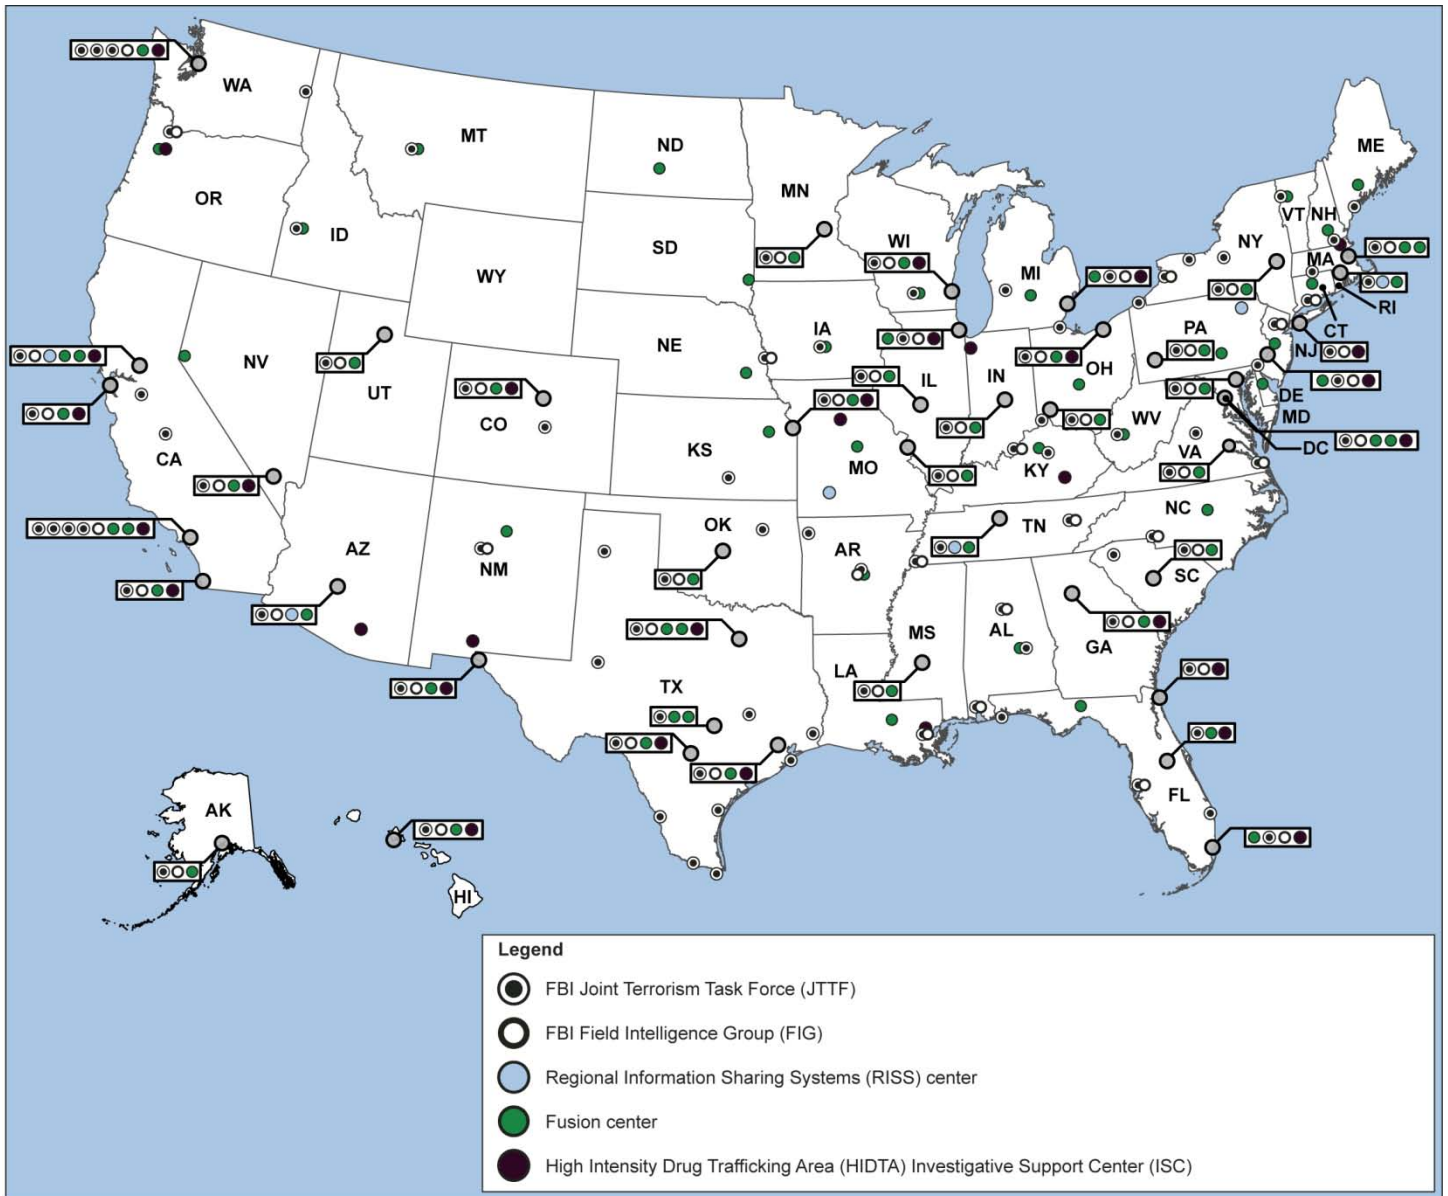 WA
MT
ND
ME
MN
OR
VT
NH
ID
WI
NY
SD
MI
MA
WY
RI
CT
IA
PA
NV
NE
NJ
OH
UT
IL
IN
DE
CO
WV
MD
DC
KS
VA
CA
MO
KY
NC
OK
TN
AZ
AR
NM
SC
MS
AL
GA
LA
TX
FL
AK
HI
Legend
FBI Joint Terrorism Task Force (JTTF)
FBI Field Intelligence Group (FIG)
Regional Information Sharing Systems (RISS) center
Fusion center
High Intensity Drug Trafficking Area (HIDTA) Investigative Support Center (ISC)